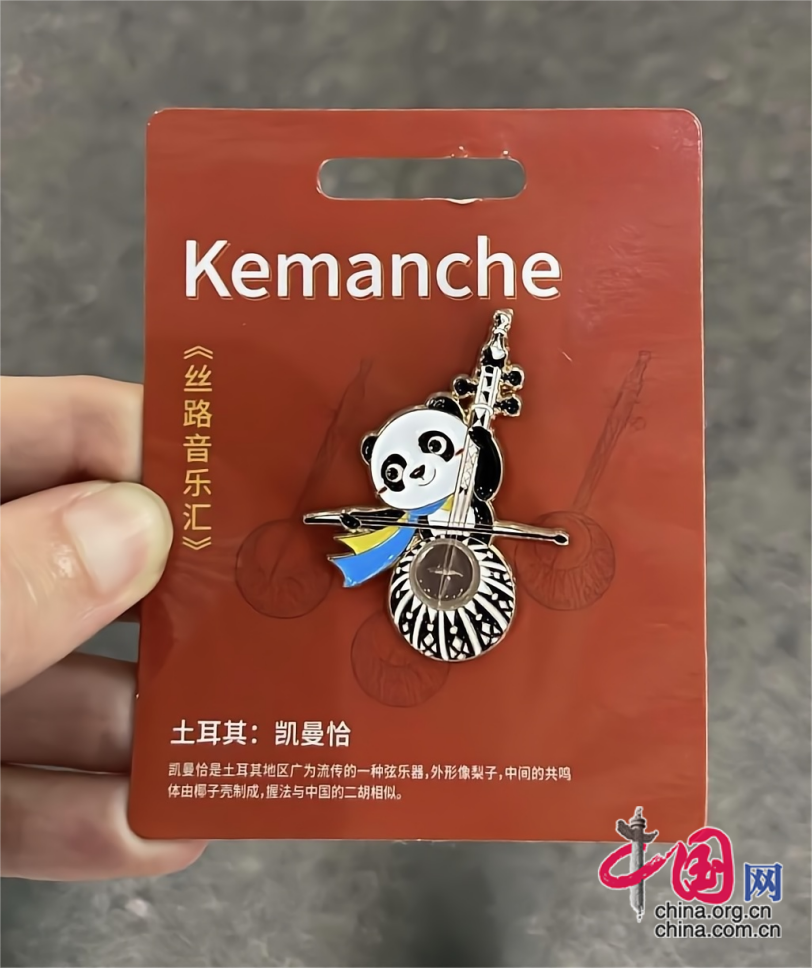 Kemanche
《丝路音乐汇》
土耳其：凯曼恰
凯曼恰是土耳其地区广为流传的一种弦乐器，外形像梨子，中间的共鸣
体由椰子壳制成，握法与中国的二胡相似。
中国网
china.org.cn
china.com.cn